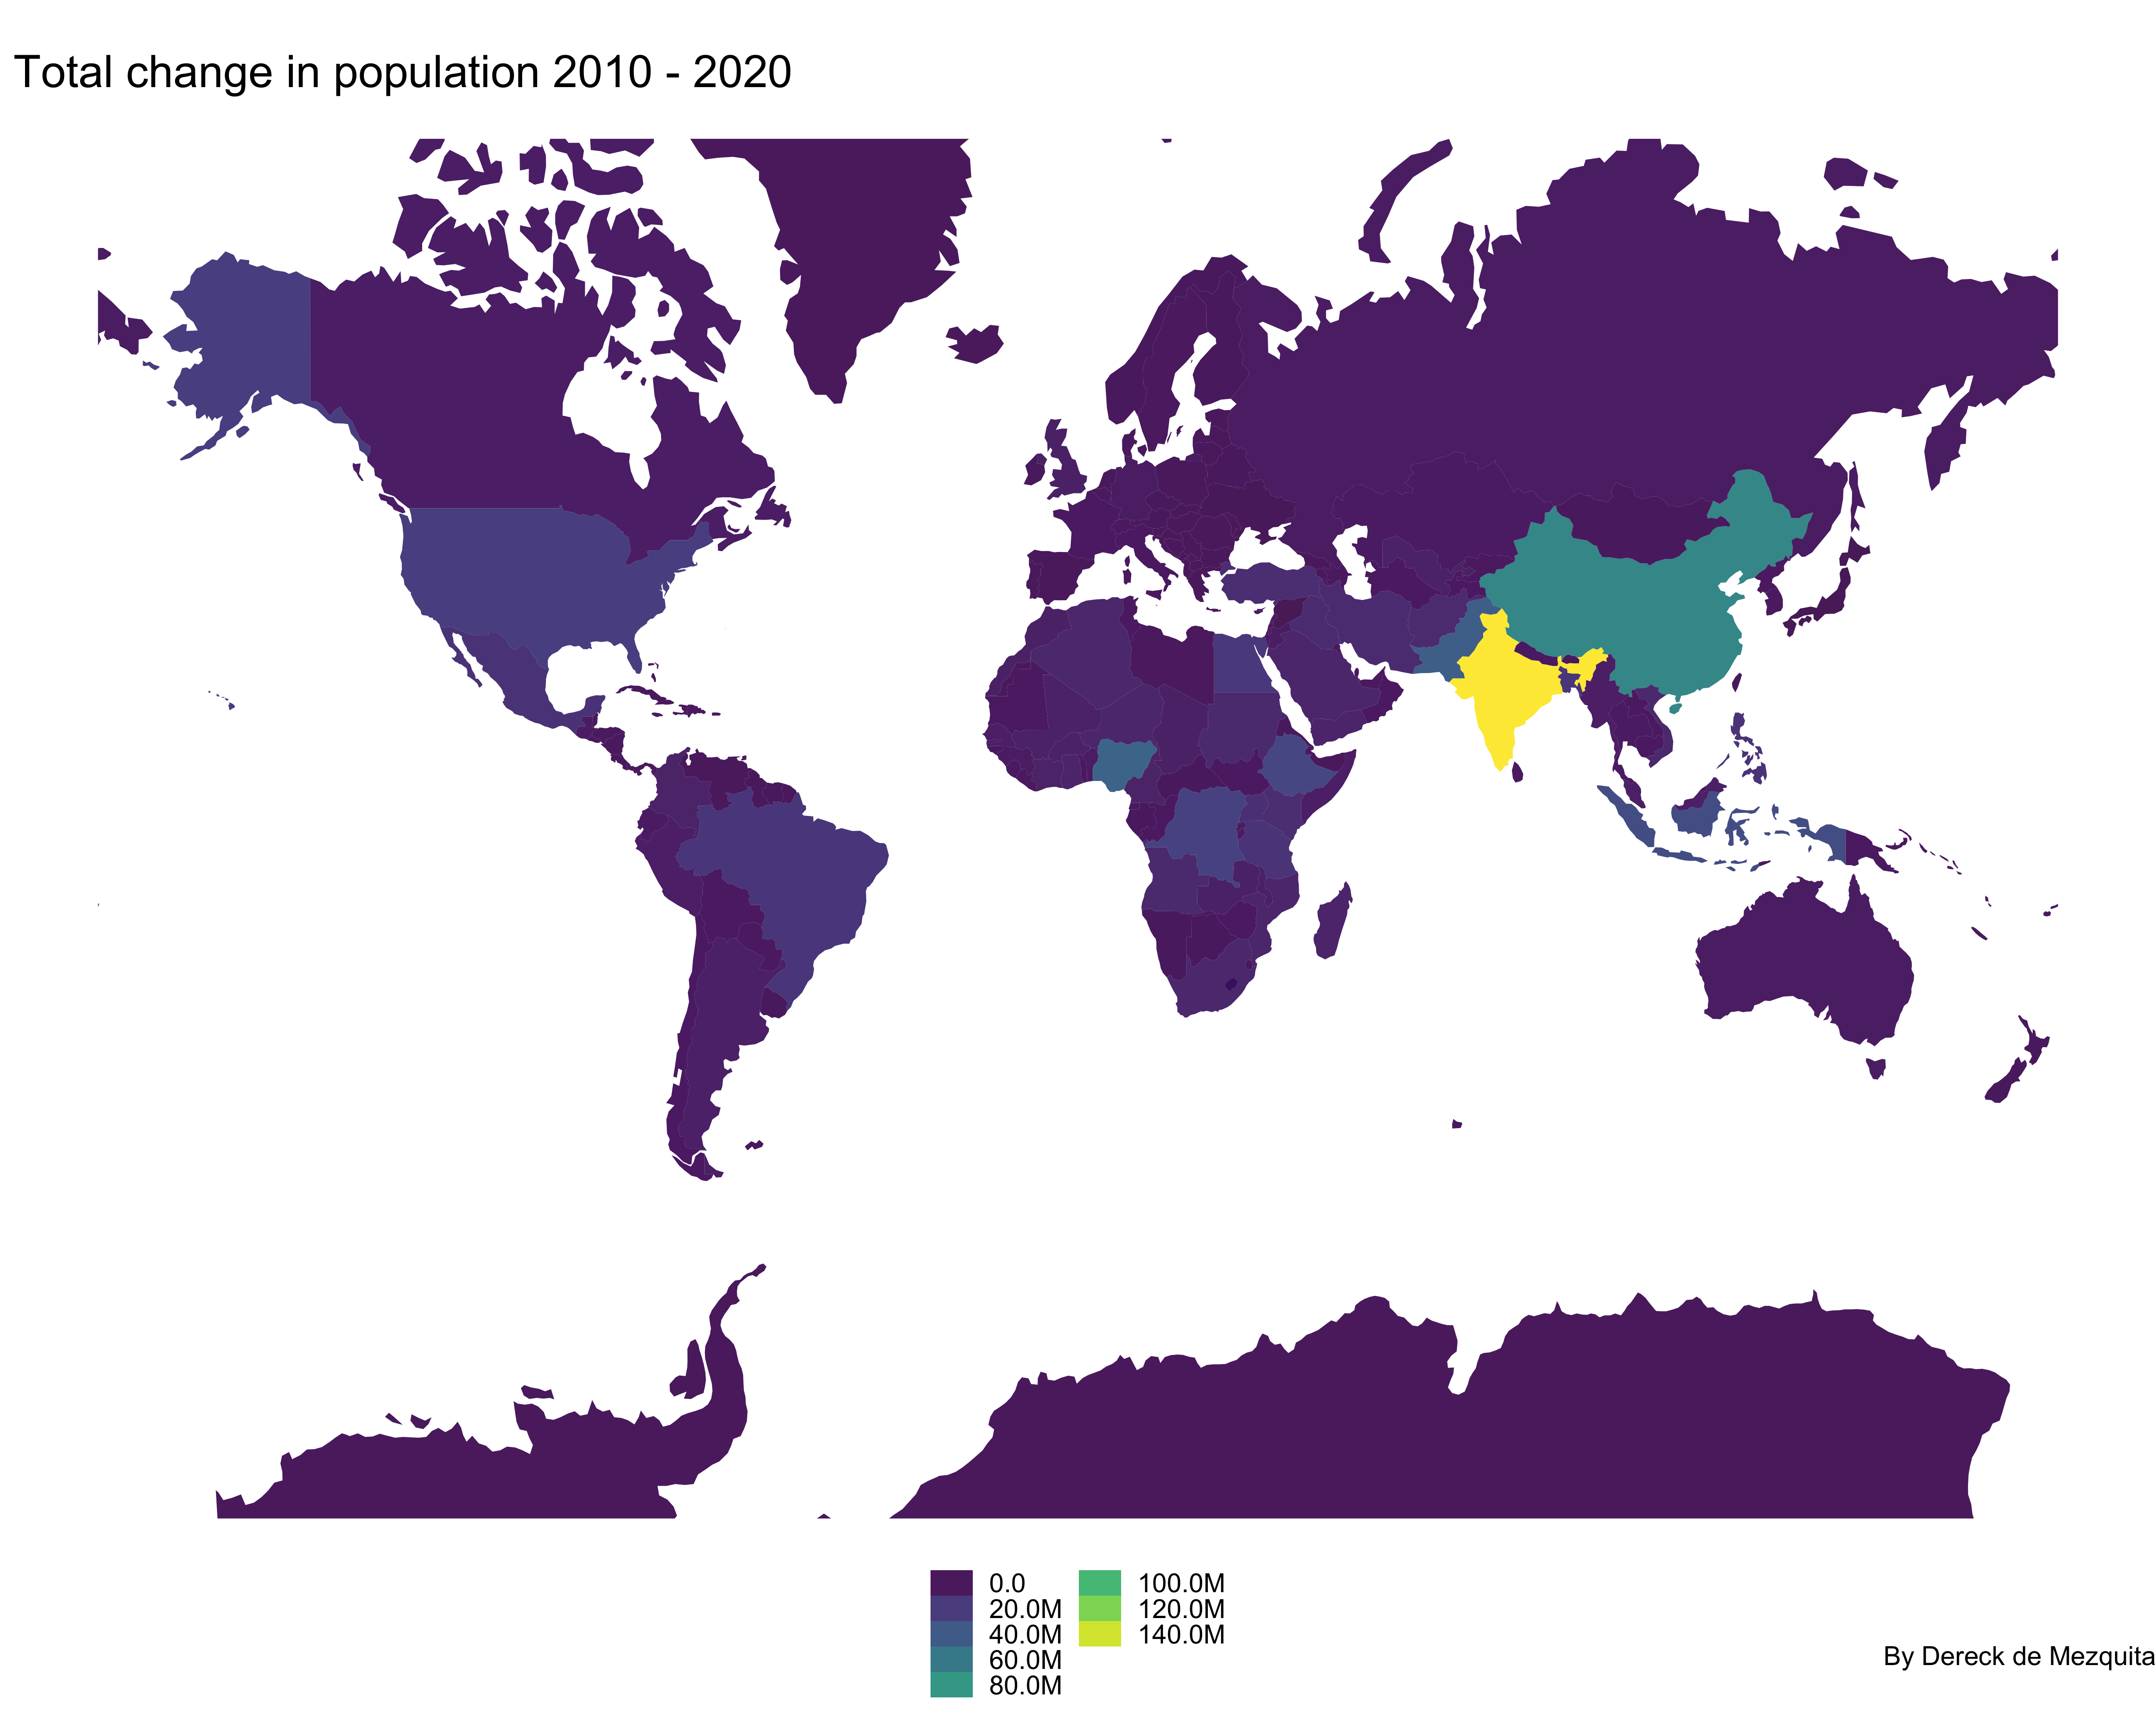 Total change in population 2010 - 2020
0.0
20.0M
40.0M
60.0M
80.0M
100.0M
120.0M
140.0M
By Dereck de Mezquita